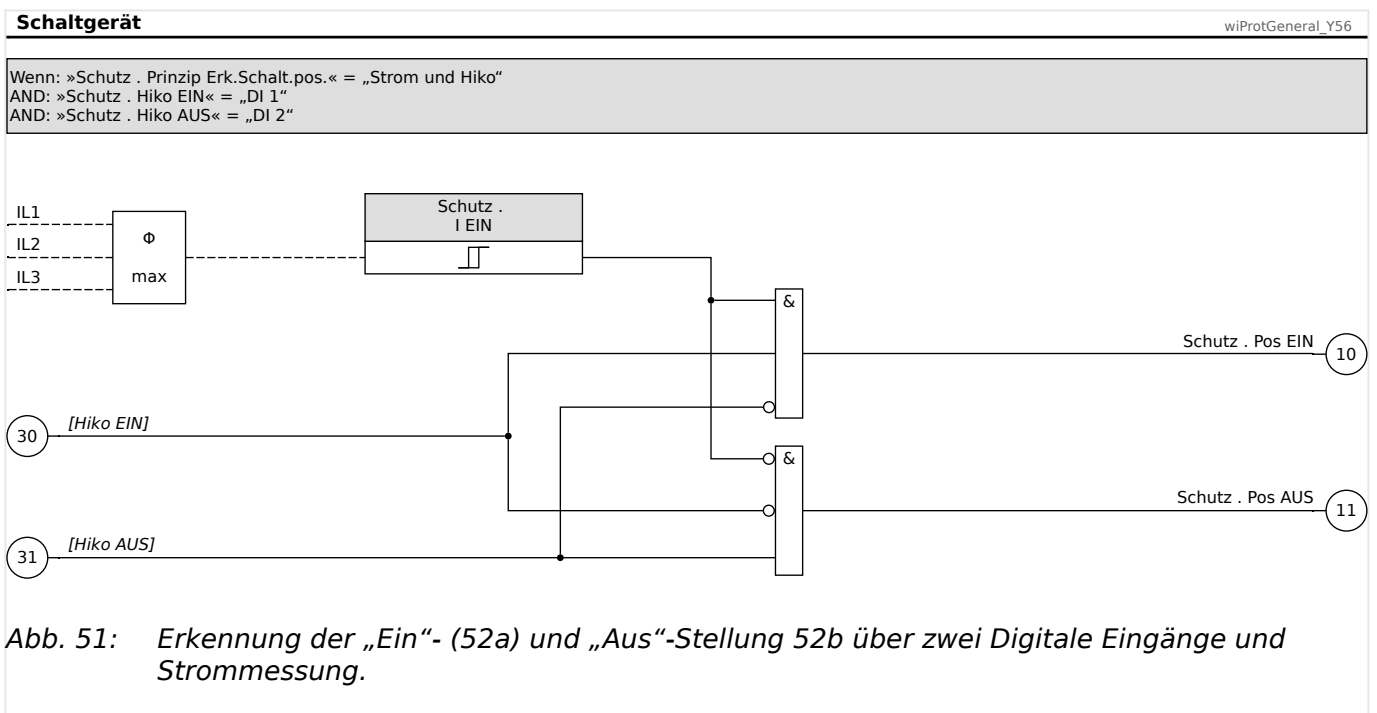 Schaltgerät
wiProtGeneral_Y56
Wenn: »Schutz . Prinzip Erk.Schalt.pos.« = „Strom und Hiko“
AND: »Schutz . Hiko EIN« = „DI 1“
AND: »Schutz . Hiko AUS« = „DI 2“
IL1
IL2
IL3
Φ
max
Schutz .
I EIN
&
Schutz . Pos EIN
10
[Hiko EIN]
30
&
Schutz . Pos AUS
11
[Hiko AUS]
31
Abb. 51: Erkennung der „Ein“- (52a) und „Aus“-Stellung 52b über zwei Digitale Eingänge und
Strommessung.